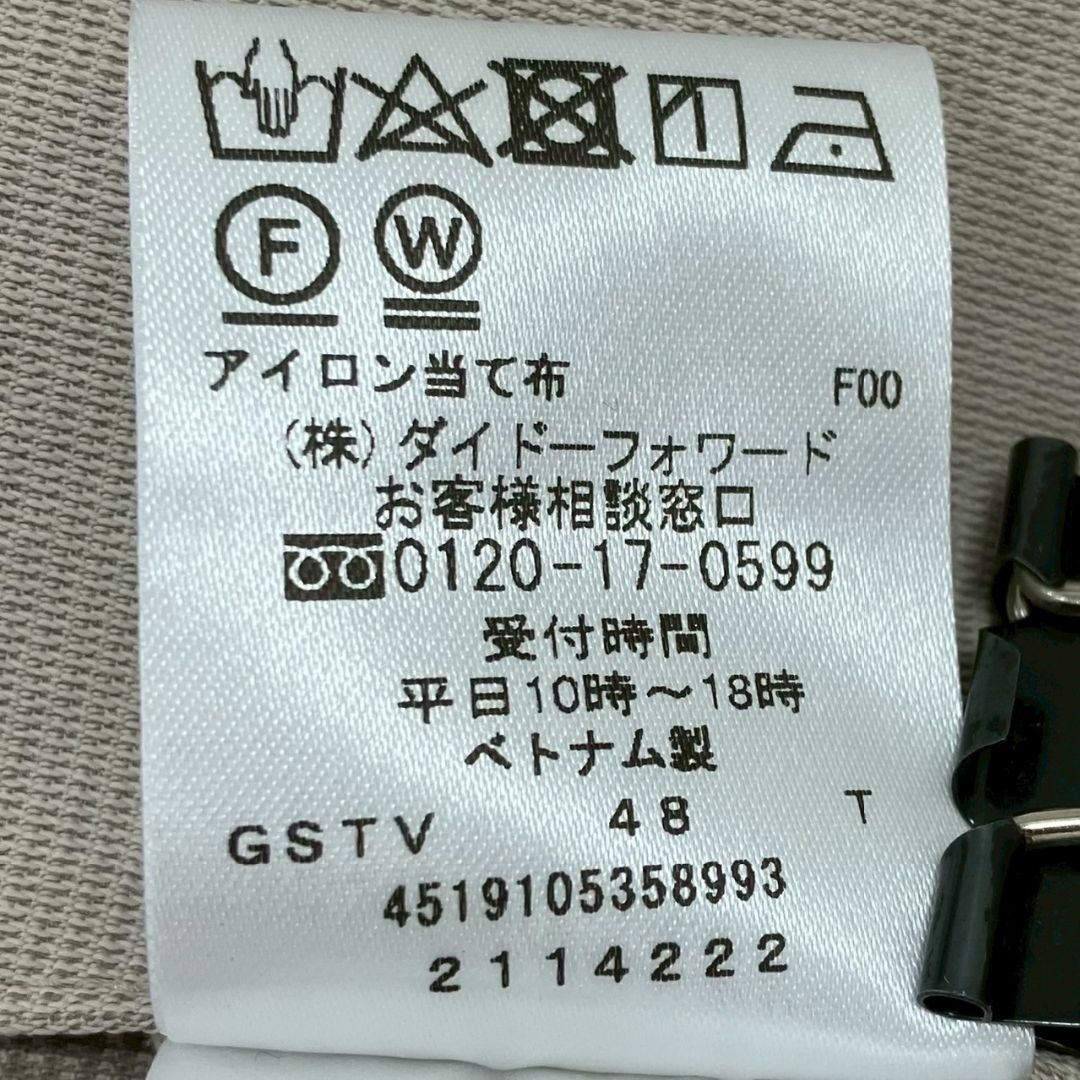 F W
アイロン当て布 F00
(株)ダイドーフォワード
お客様相談窓口
0120-17-0599
受付時間
平日10時〜18時
ベトナム製
GSTV 48 T
4519105358993
2114222